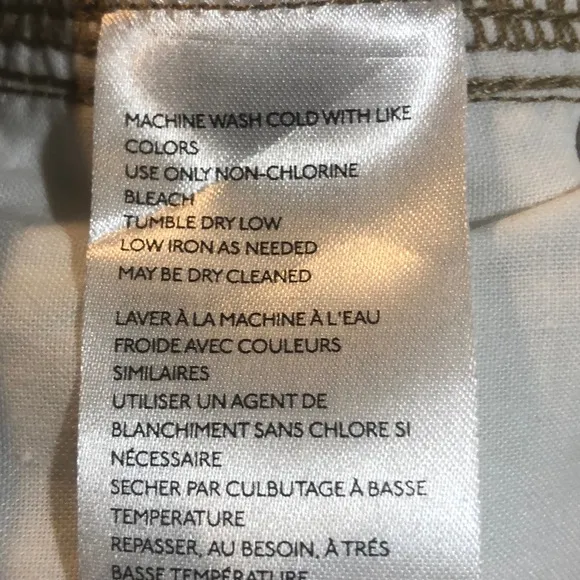 MACHINE WASH COLD WITH LIKE
COLORS
USE ONLY NON-CHLORINE
BLEACH
TUMBLE DRY LOW
LOW IRON AS NEEDED
MAY BE DRY CLEANED
LAVER À LA MACHINE À L'EAU
FROIDE AVEC COULEURS
SIMILAIRES
UTILISER UN AGENT DE
BLANCHIMENT SANS CHLORE SI
NÉCESSAIRE
SECHER PAR CULBUTAGE À BASSE
TEMPERATURE
REPASSER, AU BESOIN, À TRÉS
BASSE TEMPÉRATURE